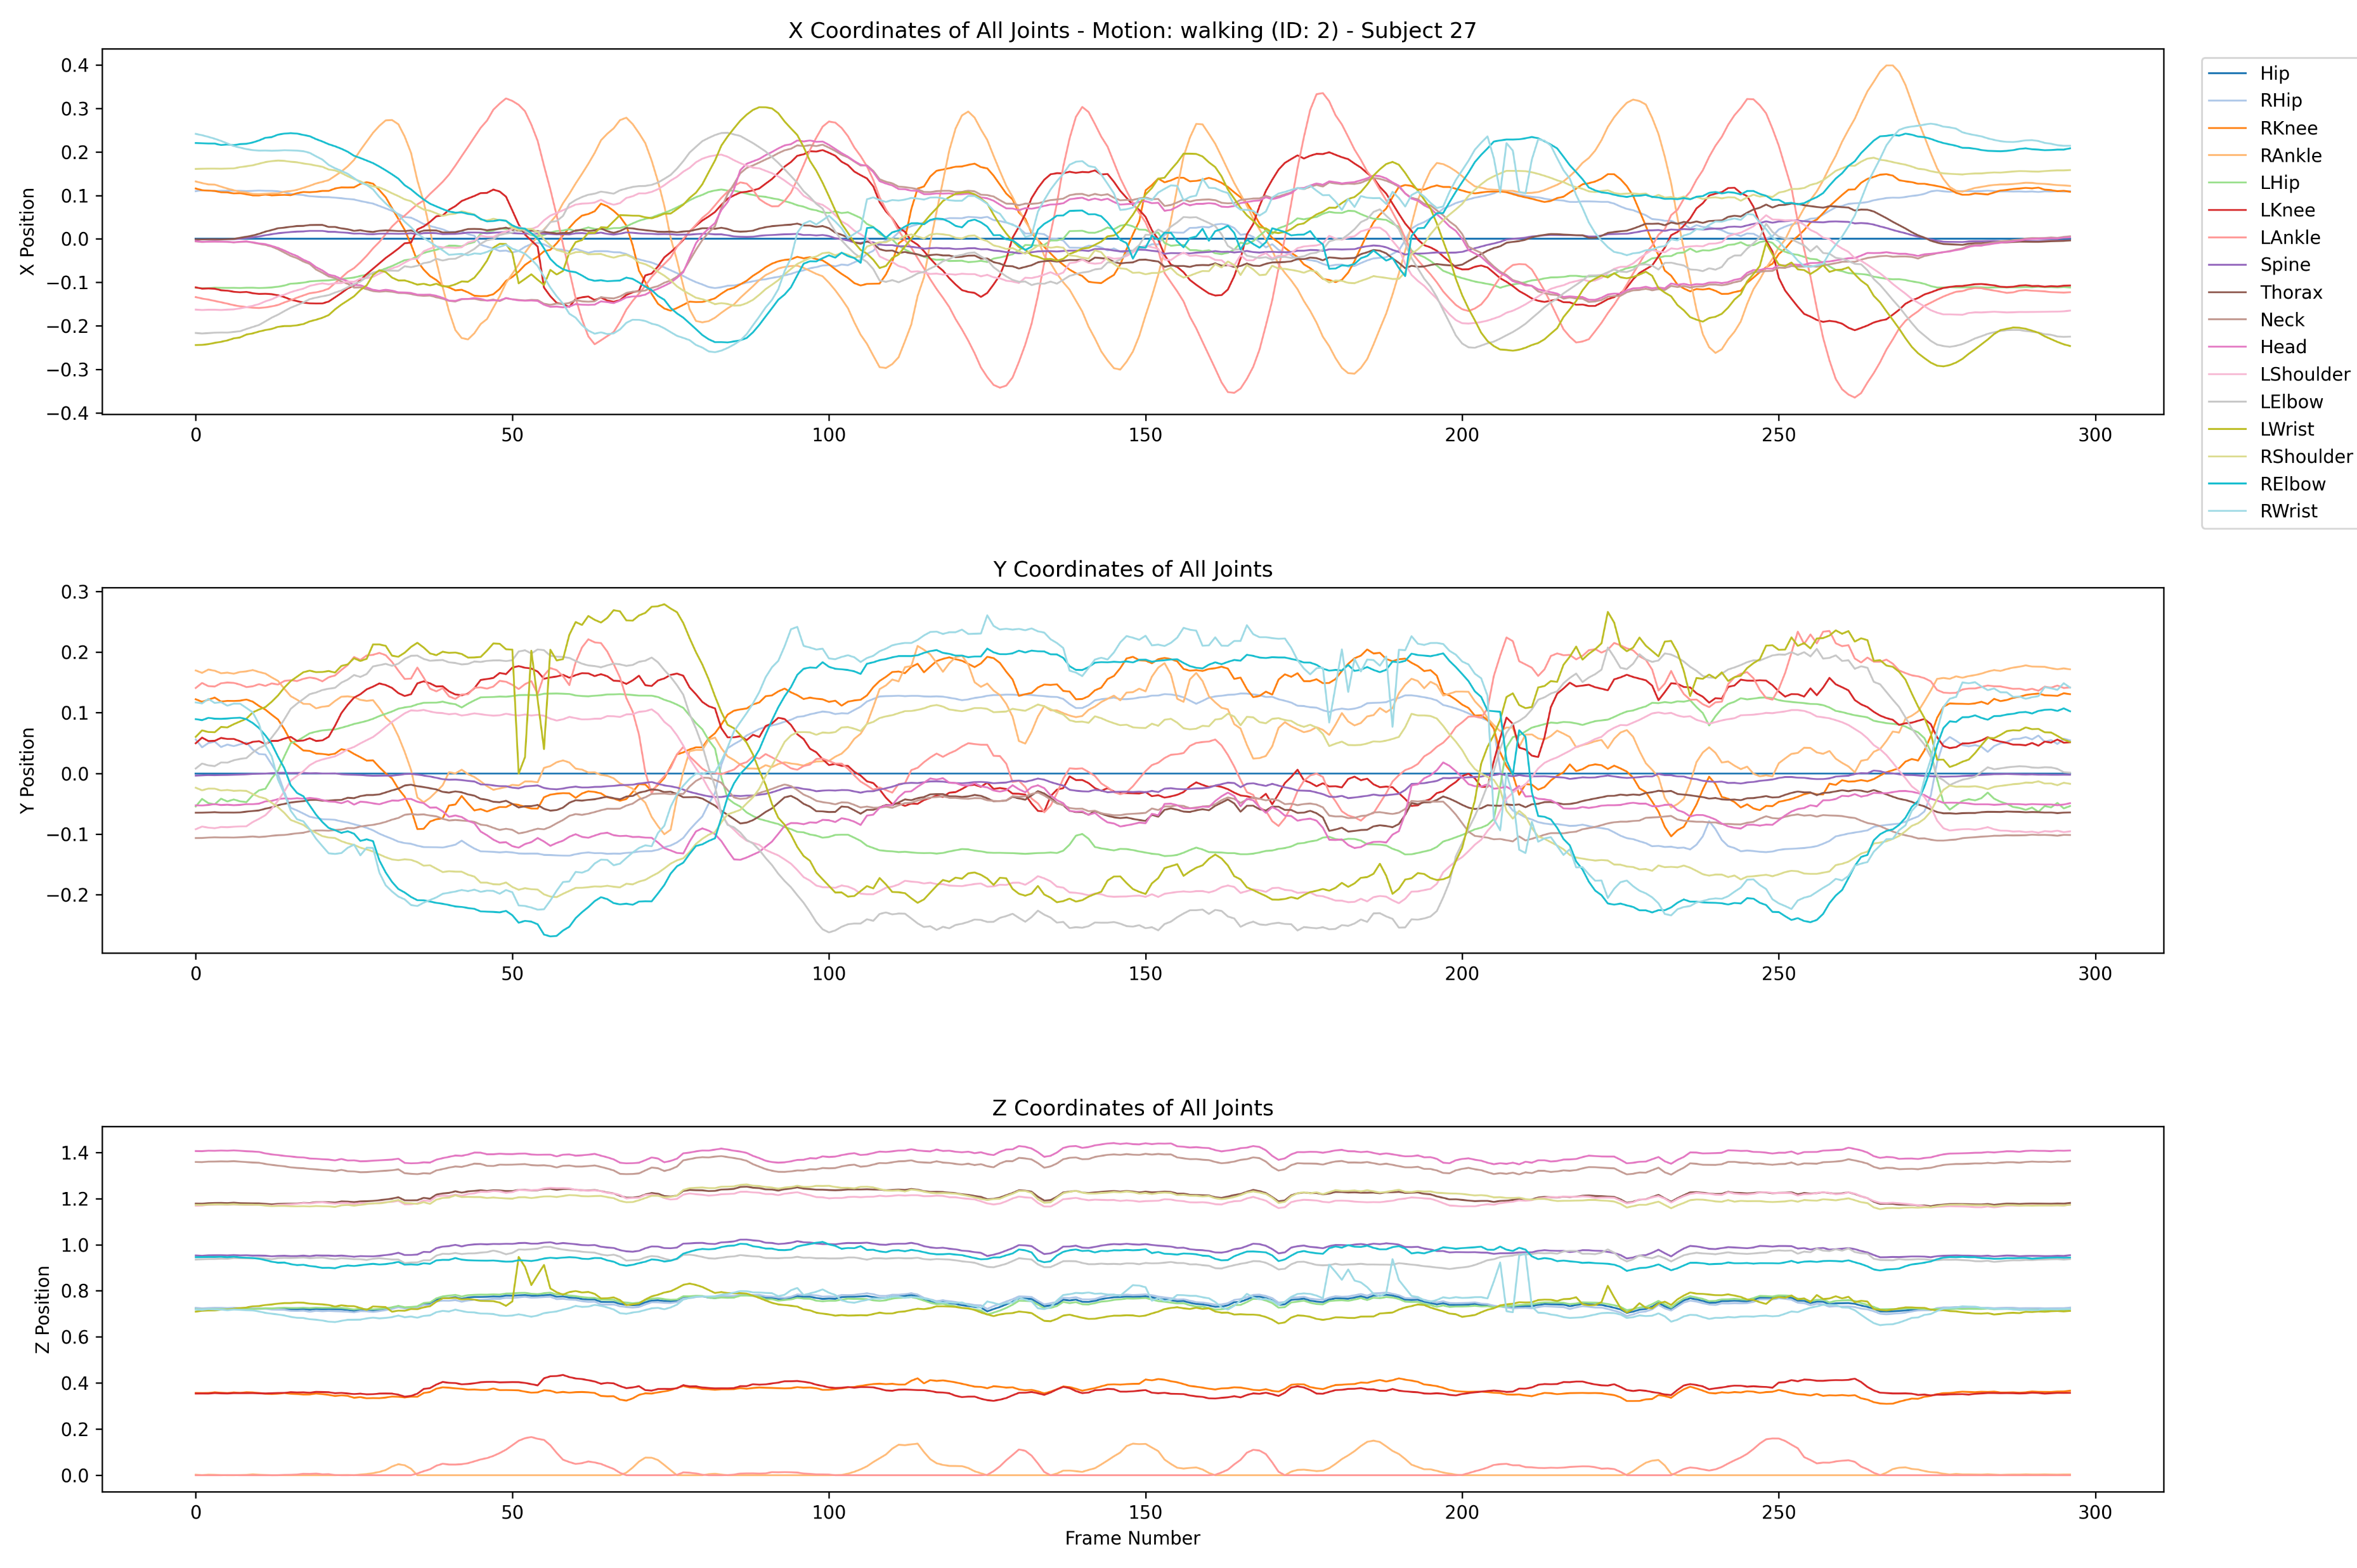 X Coordinates of All Joints - Motion: walking (ID: 2) - Subject 27
X Position
0.4
0.3
0.2
0.1
0.0
−0.1
−0.2
−0.3
−0.4
0 50 100 150 200 250 300
Hip
RHip
RKnee
RAnkle
LHip
LKnee
LAnkle
Spine
Thorax
Neck
Head
LShoulder
LElbow
LWrist
RShoulder
RElbow
RWrist
Y Coordinates of All Joints
Y Position
0.3
0.2
0.1
0.0
−0.1
−0.2
0 50 100 150 200 250 300
Z Coordinates of All Joints
Z Position
1.4
1.2
1.0
0.8
0.6
0.4
0.2
0.0
0 50 100 150 200 250 300
Frame Number